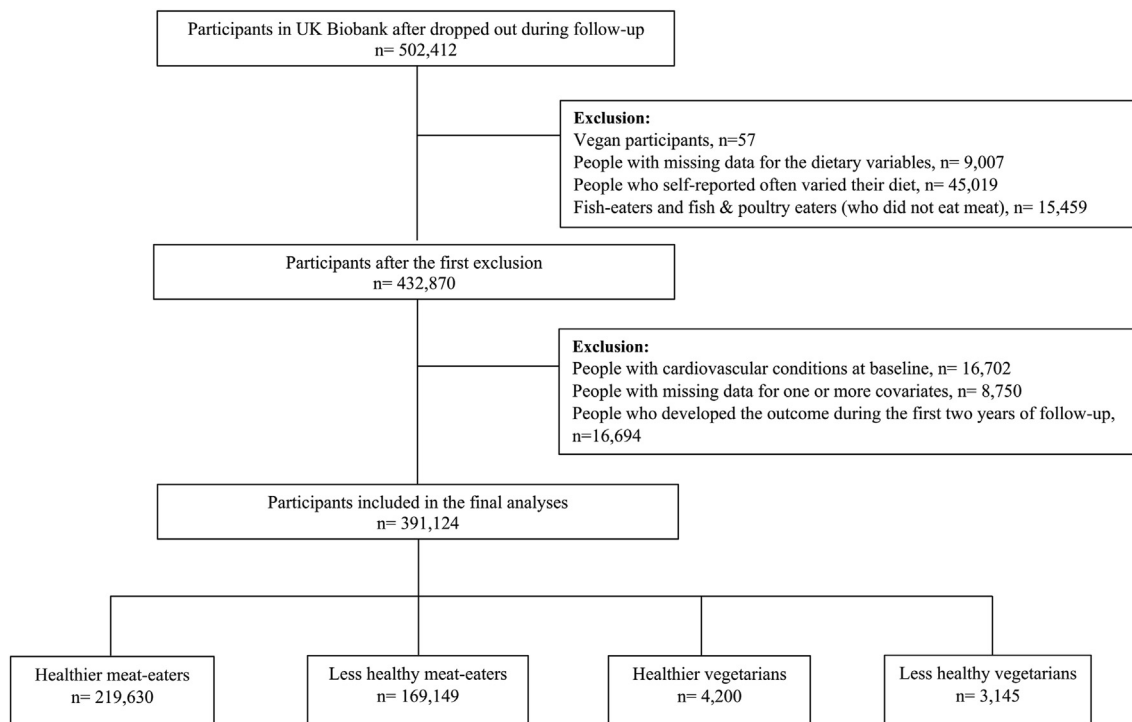 Participants in UK Biobank after dropped out during follow-up
n= 502,412
Exclusion:
Vegan participants, n=57
People with missing data for the dietary variables, n= 9,007
People who self-reported often varied their diet, n= 45,019
Fish-eaters and fish & poultry eaters (who did not eat meat), n= 15,459
Participants after the first exclusion
n= 432,870
Exclusion:
People with cardiovascular conditions at baseline, n= 16,702
People with missing data for one or more covariates, n= 8,750
People who developed the outcome during the first two years of follow-up,
n=16,694
Participants included in the final analyses
n= 391,124
Healthier meat-eaters
n= 219,630
Less healthy meat-eaters
n= 169,149
Healthier vegetarians
n= 4,200
Less healthy vegetarians
n= 3,145